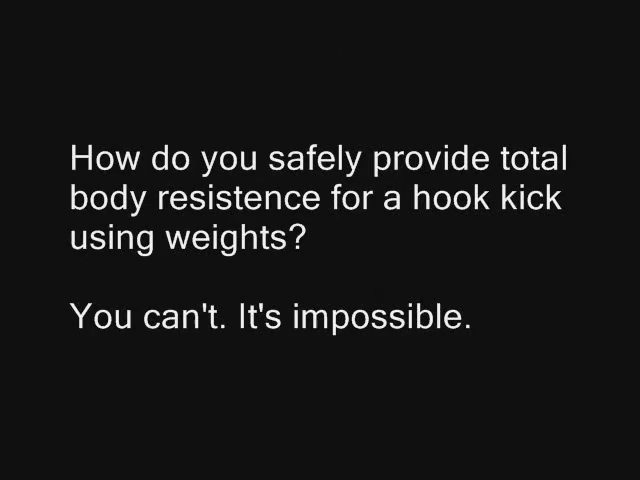 How do you safely provide total
body resistence for a hook kick
using weights?
You can't. It's impossible.